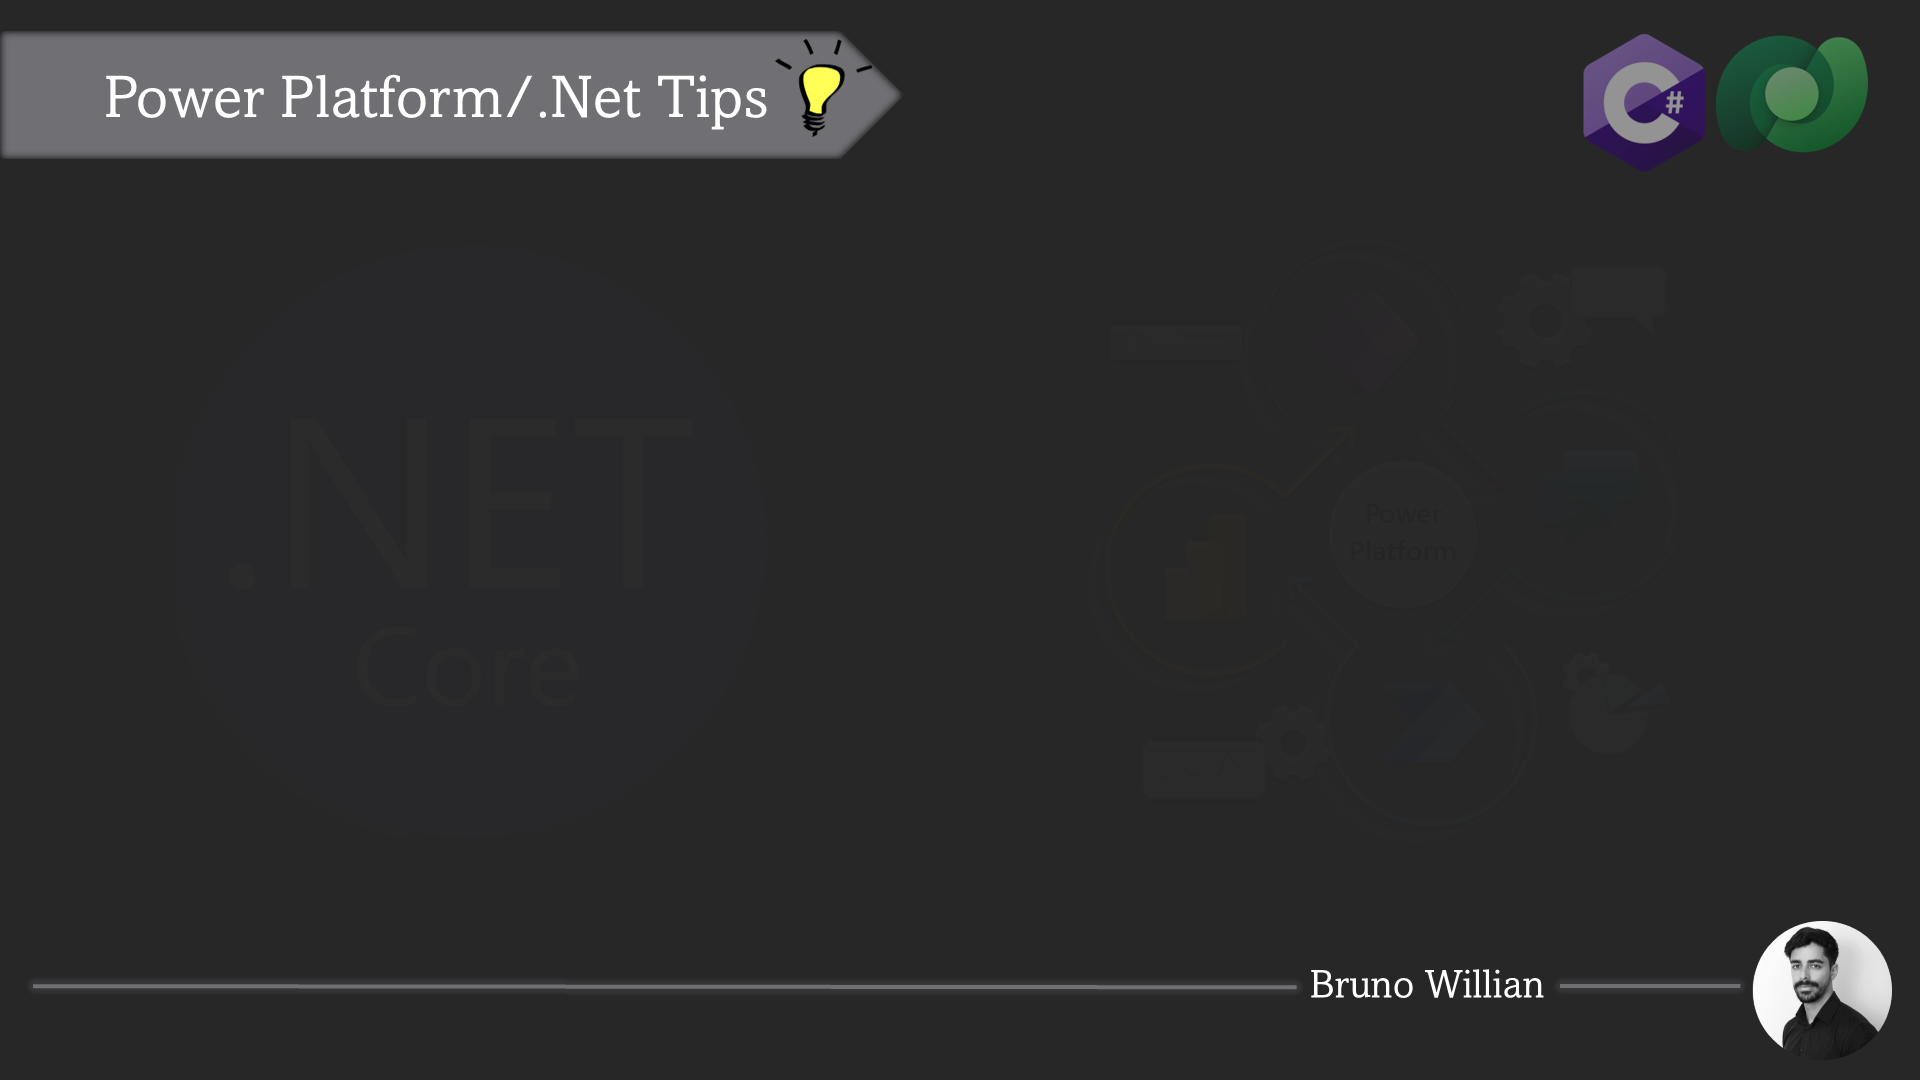 Power Platform/.Net Tips
C#
.NET
Core
Power
Platform
Bruno Willian